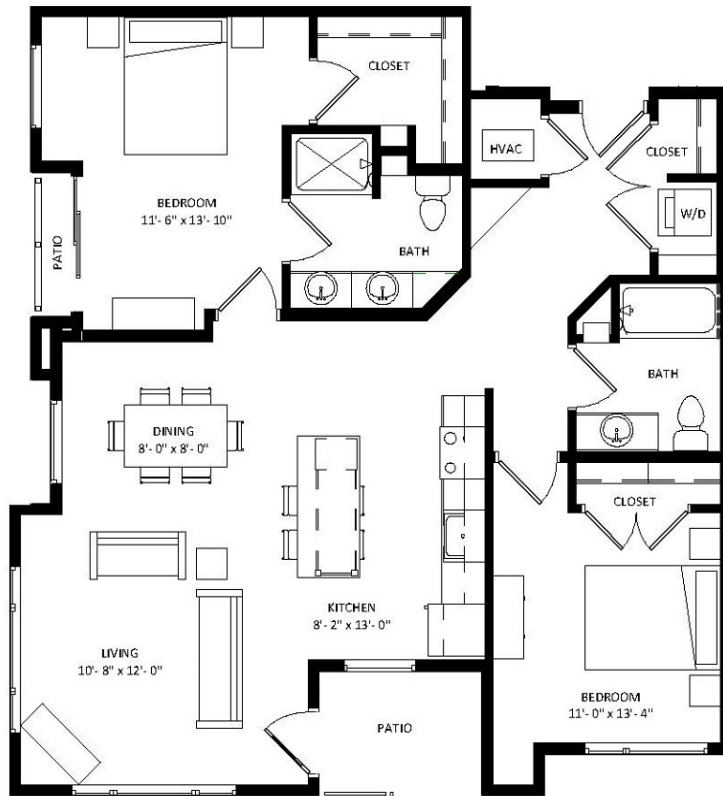 CLOSET
HVAC
CLOSET
BEDROOM
11'- 6" x 13'- 10"
W/D
PATIO
BATH
BATH
DINING
8'- 0" x 8'- 0"
CLOSET
KITCHEN
8'- 2" x 13'- 0"
LIVING
10'- 8" x 12'- 0"
BEDROOM
11'- 0" x 13'- 4"
PATIO